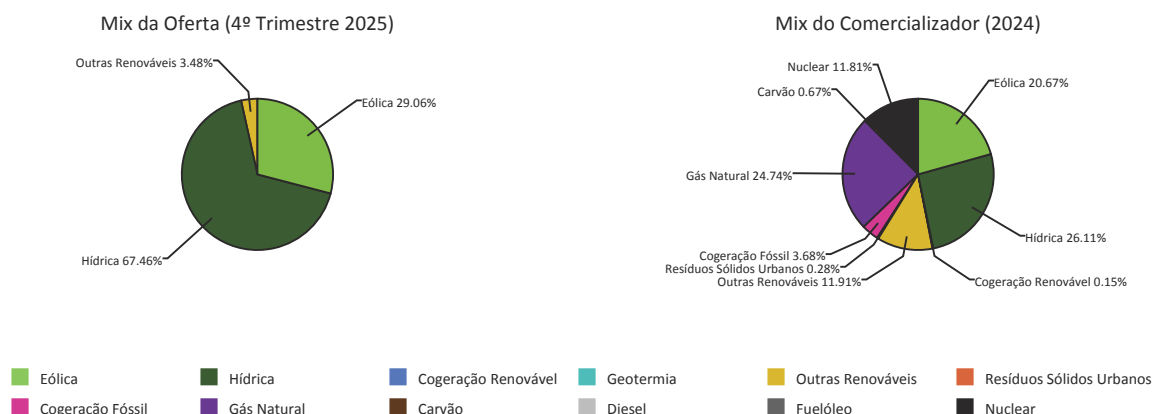 Mix da Oferta (4º Trimestre 2025)
Outras Renováveis 3.48%
Eólica 29.06%
Hídrica 67.46%
Mix do Comercializador (2024)
Nuclear 11.81%
Carvão 0.67%
Eólica 20.67%
Gás Natural 24.74%
Hídrica 26.11%
Cogeração Fóssil 3.68%
Resíduos Sólidos Urbanos 0.28%
Outras Renováveis 11.91%
Cogeração Renovável 0.15%
Eólica
Hídrica
Cogeração Renovável
Geotermia
Outras Renováveis
Resíduos Sólidos Urbanos
Cogeração Fóssil
Gás Natural
Carvão
Diesel
Fuelóleo
Nuclear